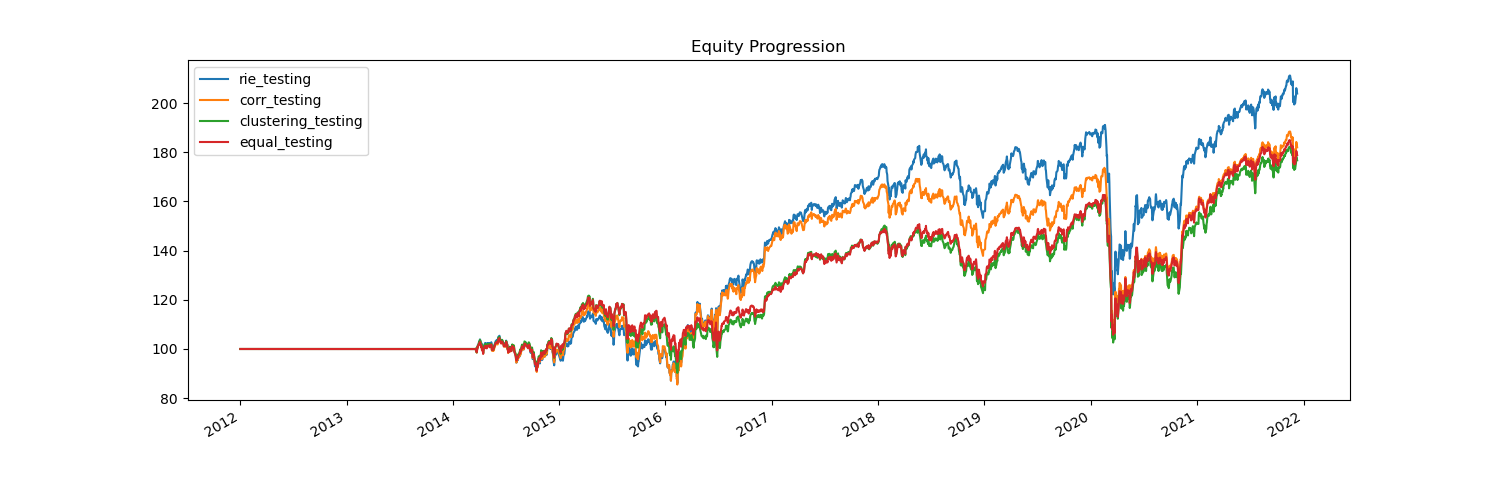 Equity Progression
rie_testing
corr_testing
clustering_testing
equal_testing
200
180
160
140
120
100
80
2012 2013 2014 2015 2016 2017 2018 2019 2020 2021 2022